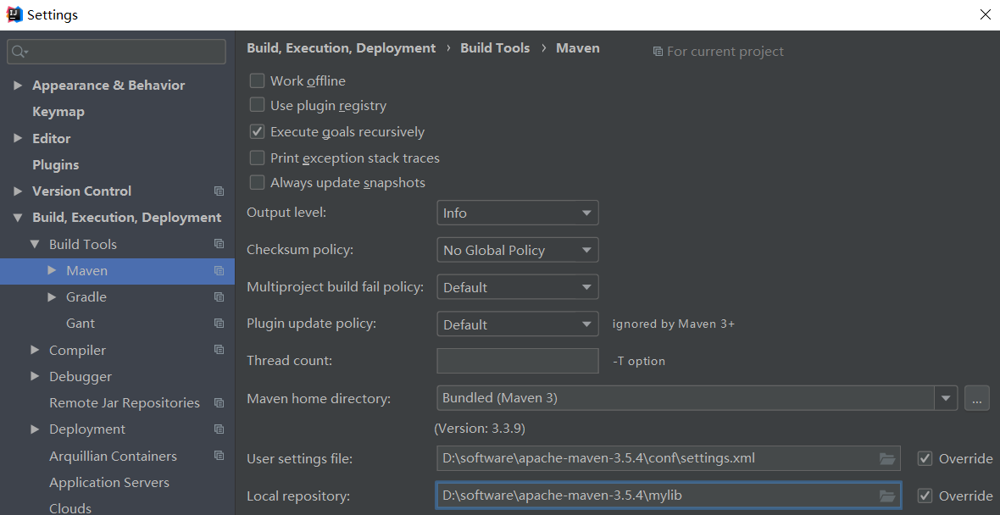 Settings
Appearance & Behavior
Keymap
Editor
Plugins
Version Control
Build, Execution, Deployment
Build Tools
Maven
Gradle
Gant
Compiler
Debugger
Remote Jar Repositories
Deployment
Arquillian Containers
Application Servers
Clouds
Build, Execution, Deployment › Build Tools › Maven For current project
Work offline
Use plugin registry
Execute goals recursively
Print exception stack traces
Always update snapshots
Output level: Info
Checksum policy: No Global Policy
Multiproject build fail policy: Default
Plugin update policy: Default ignored by Maven 3+
Thread count: -T option
Maven home directory: Bundled (Maven 3) ...
(Version: 3.3.9)
User settings file: D:\software\apache-maven-3.5.4\conf\settings.xml Override
Local repository: D:\software\apache-maven-3.5.4\mylib Override